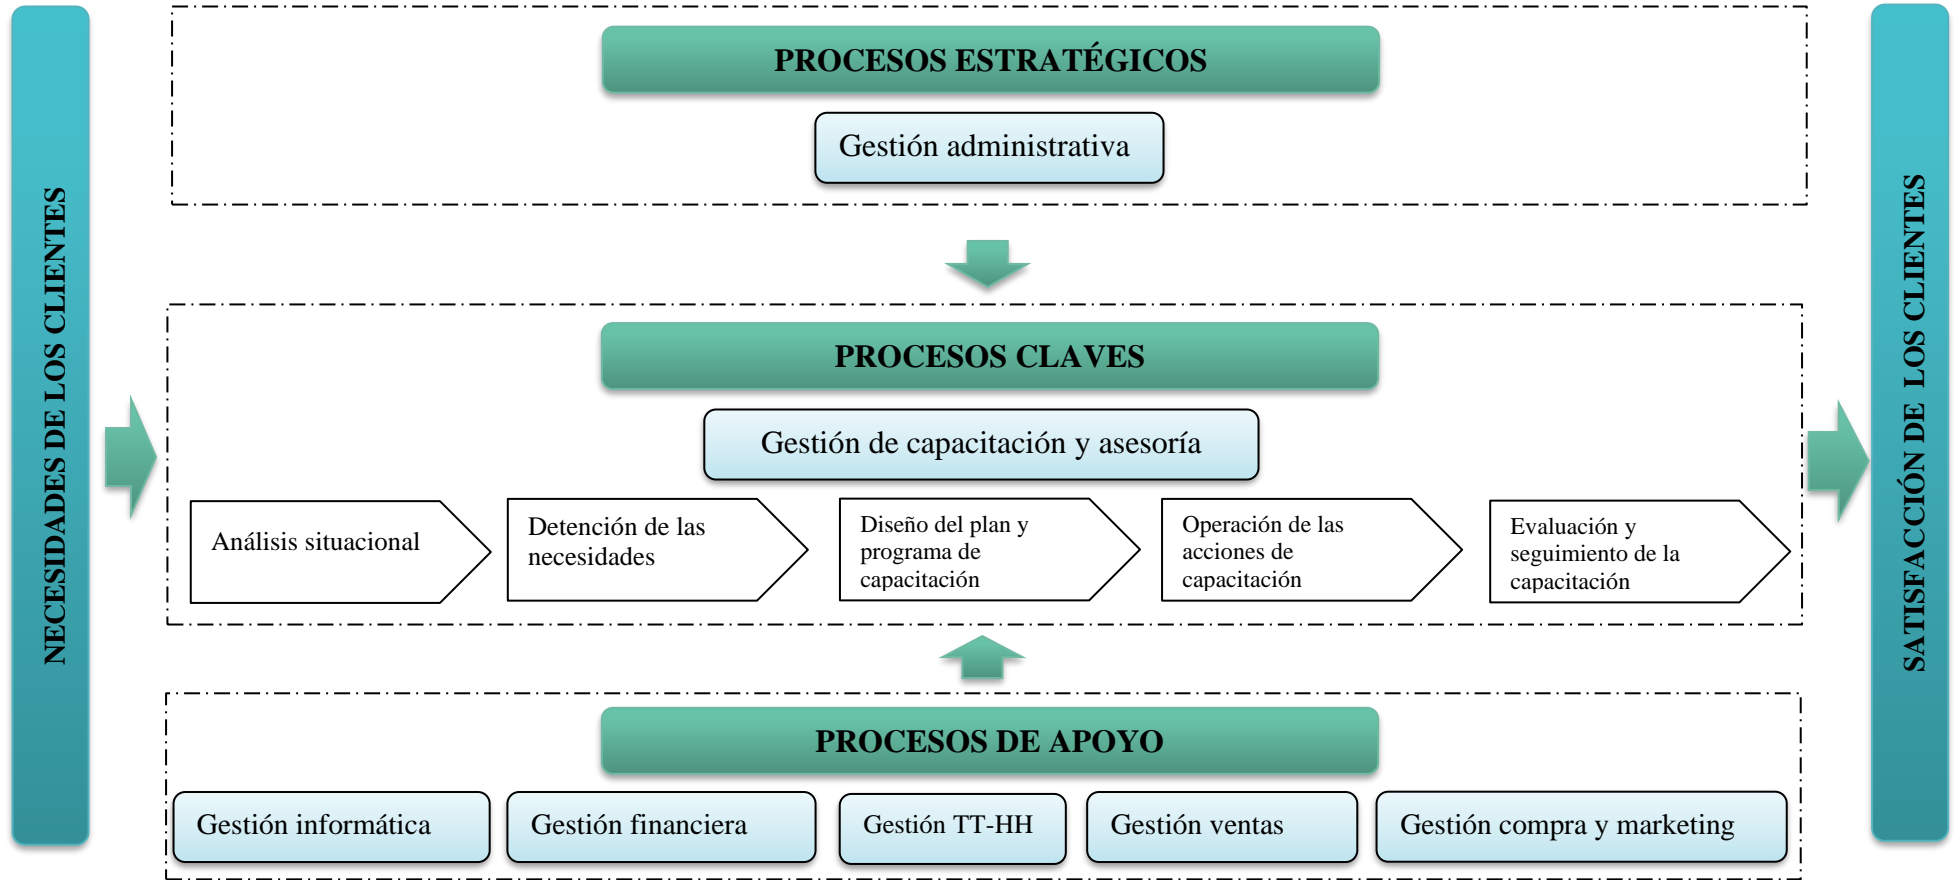 NECESIDADES DE LOS CLIENTES
PROCESOS ESTRATÉGICOS
Gestión administrativa
PROCESOS CLAVES
Gestión de capacitación y asesoría
Análisis situacional
Detención de las
necesidades
Diseño del plan y
programa de
capacitación
Operación de las
acciones de
capacitación
Evaluación y
seguimiento de la
capacitación
PROCESOS DE APOYO
Gestión informática
Gestión financiera
Gestión TT-HH
Gestión ventas
Gestión compra y marketing
SATISFACCIÓN DE  LOS CLIENTES